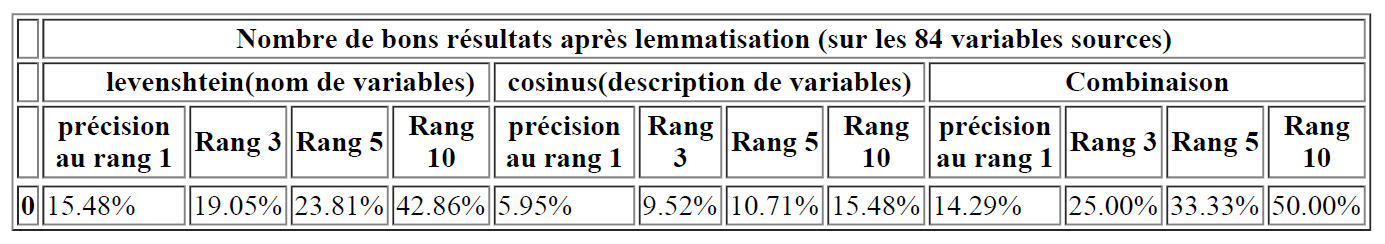 Nombre de bons résultats après lemmatisation (sur les 84 variables sources)
levenshtein(nom de variables) cosinus(description de variables) Combinaison
précision au rang 1 Rang 3 Rang 5 Rang 10 précision au rang 1 Rang 3 Rang 5 Rang 10 précision au rang 1 Rang 3 Rang 5 Rang 10
0 15.48% 19.05% 23.81% 42.86% 5.95% 9.52% 10.71% 15.48% 14.29% 25.00% 33.33% 50.00%